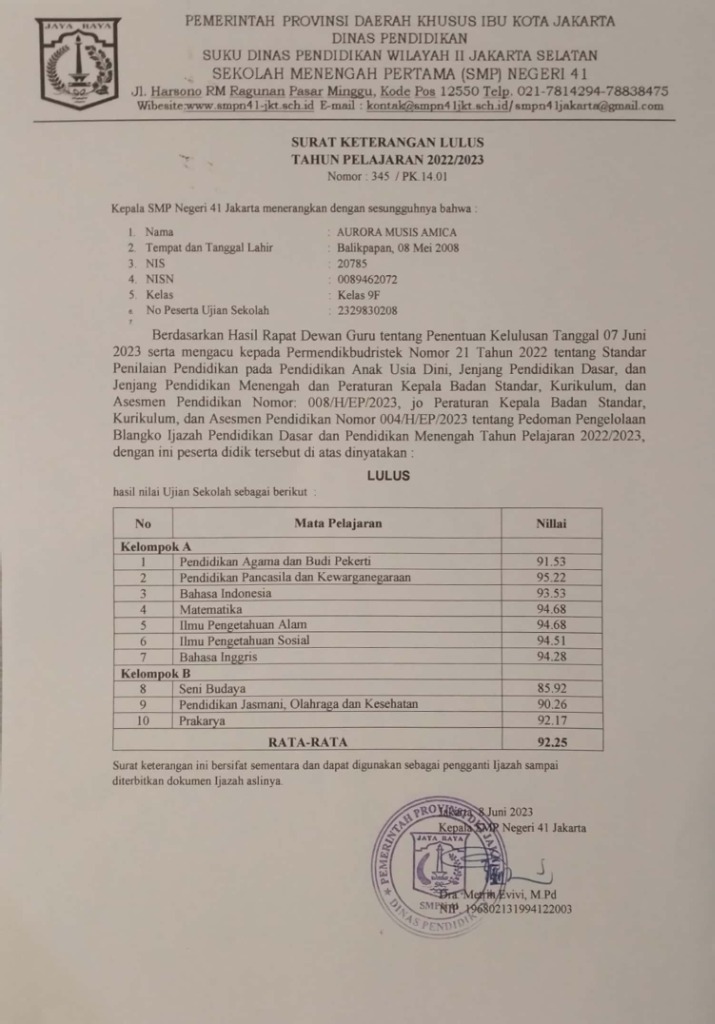 JAYA RAYA
PEMERINTAH PROVINSI DAERAH KHUSUS IBU KOTA JAKARTA
DINAS PENDIDIKAN
SUKU DINAS PENDIDIKAN WILAYAH II JAKARTA SELATAN
SEKOLAH MENENGAH PERTAMA (SMP) NEGERI 41
Jl. Harsono RM Ragunan Pasar Minggu, Kode Pos 12550 Telp. 021-7814294-78838475
Wibesite:www.smpn41-jkt.sch.id E-mail : kontak@smpn41jkt.sch.id/smpn41jakarta@gmail.com
SURAT KETERANGAN LULUS
TAHUN PELAJARAN 2022/2023
Nomor : 345 / PK.14.01
Kepala SMP Negeri 41 Jakarta menerangkan dengan sesungguhnya bahwa :
1. Nama : AURORA MUSIS AMICA
2. Tempat dan Tanggal Lahir : Balikpapan, 08 Mei 2008
3. NIS : 20785
4. NISN : 0089462072
5. Kelas : Kelas 9F
No Peserta Ujian Sekolah : 2329830208
Berdasarkan Hasil Rapat Dewan Guru tentang Penentuan Kelulusan Tanggal 07 Juni
2023 serta mengacu kepada Permendikbudristek Nomor 21 Tahun 2022 tentang Standar
Penilaian Pendidikan pada Pendidikan Anak Usia Dini, Jenjang Pendidikan Dasar, dan
Jenjang Pendidikan Menengah dan Peraturan Kepala Badan Standar, Kurikulum, dan
Asesmen Pendidikan Nomor: 008/H/EP/2023, jo Peraturan Kepala Badan Standar,
Kurikulum, dan Asesmen Pendidikan Nomor 004/H/EP/2023 tentang Pedoman Pengelolaan
Blangko Ijazah Pendidikan Dasar dan Pendidikan Menengah Tahun Pelajaran 2022/2023,
dengan ini peserta didik tersebut di atas dinyatakan :
LULUS
hasil nilai Ujian Sekolah sebagai berikut :
No Mata Pelajaran Nillai
Kelompok A
1 Pendidikan Agama dan Budi Pekerti 91.53
2 Pendidikan Pancasila dan Kewarganegaraan 95.22
3 Bahasa Indonesia 93.53
4 Matematika 94.68
5 Ilmu Pengetahuan Alam 94.68
6 Ilmu Pengetahuan Sosial 94.51
7 Bahasa Inggris 94.28
Kelompok B
8 Seni Budaya 85.92
9 Pendidikan Jasmani, Olahraga dan Kesehatan 90.26
10 Prakarya 92.17
RATA-RATA 92.25
Surat keterangan ini bersifat sementara dan dapat digunakan sebagai pengganti Ijazah sampai
diterbitkan dokumen Ijazah aslinya.
Jakarta, 8 Juni 2023
Kepala SMP Negeri 41 Jakarta
PEMERINTAH PROVINSI DKI JAKARTA
JAYA RAYA
DINAS PENDIDIKAN
Dra. Evivi, M.Pd
NIP. 196802131994122003